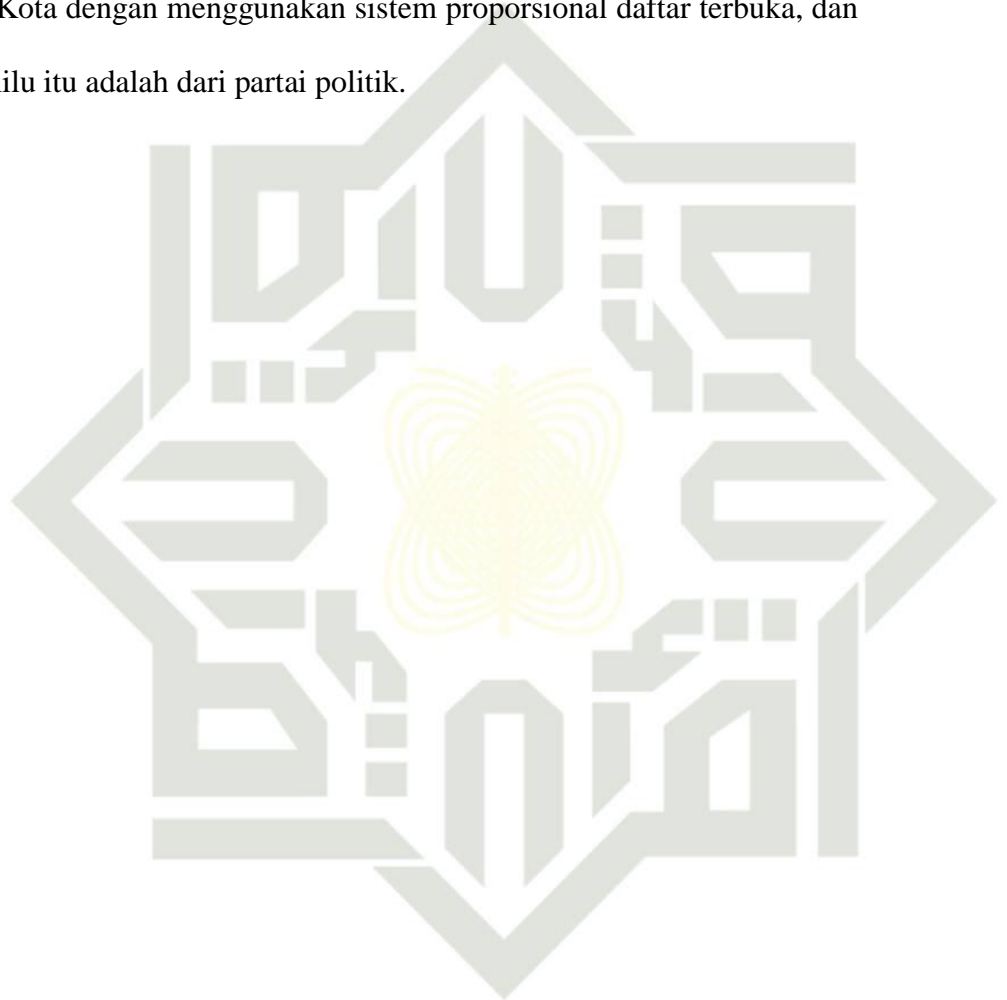 Kota dengan menggunakan sistem proporsional daftar terbuka, dan
ilu itu adalah dari partai politik.